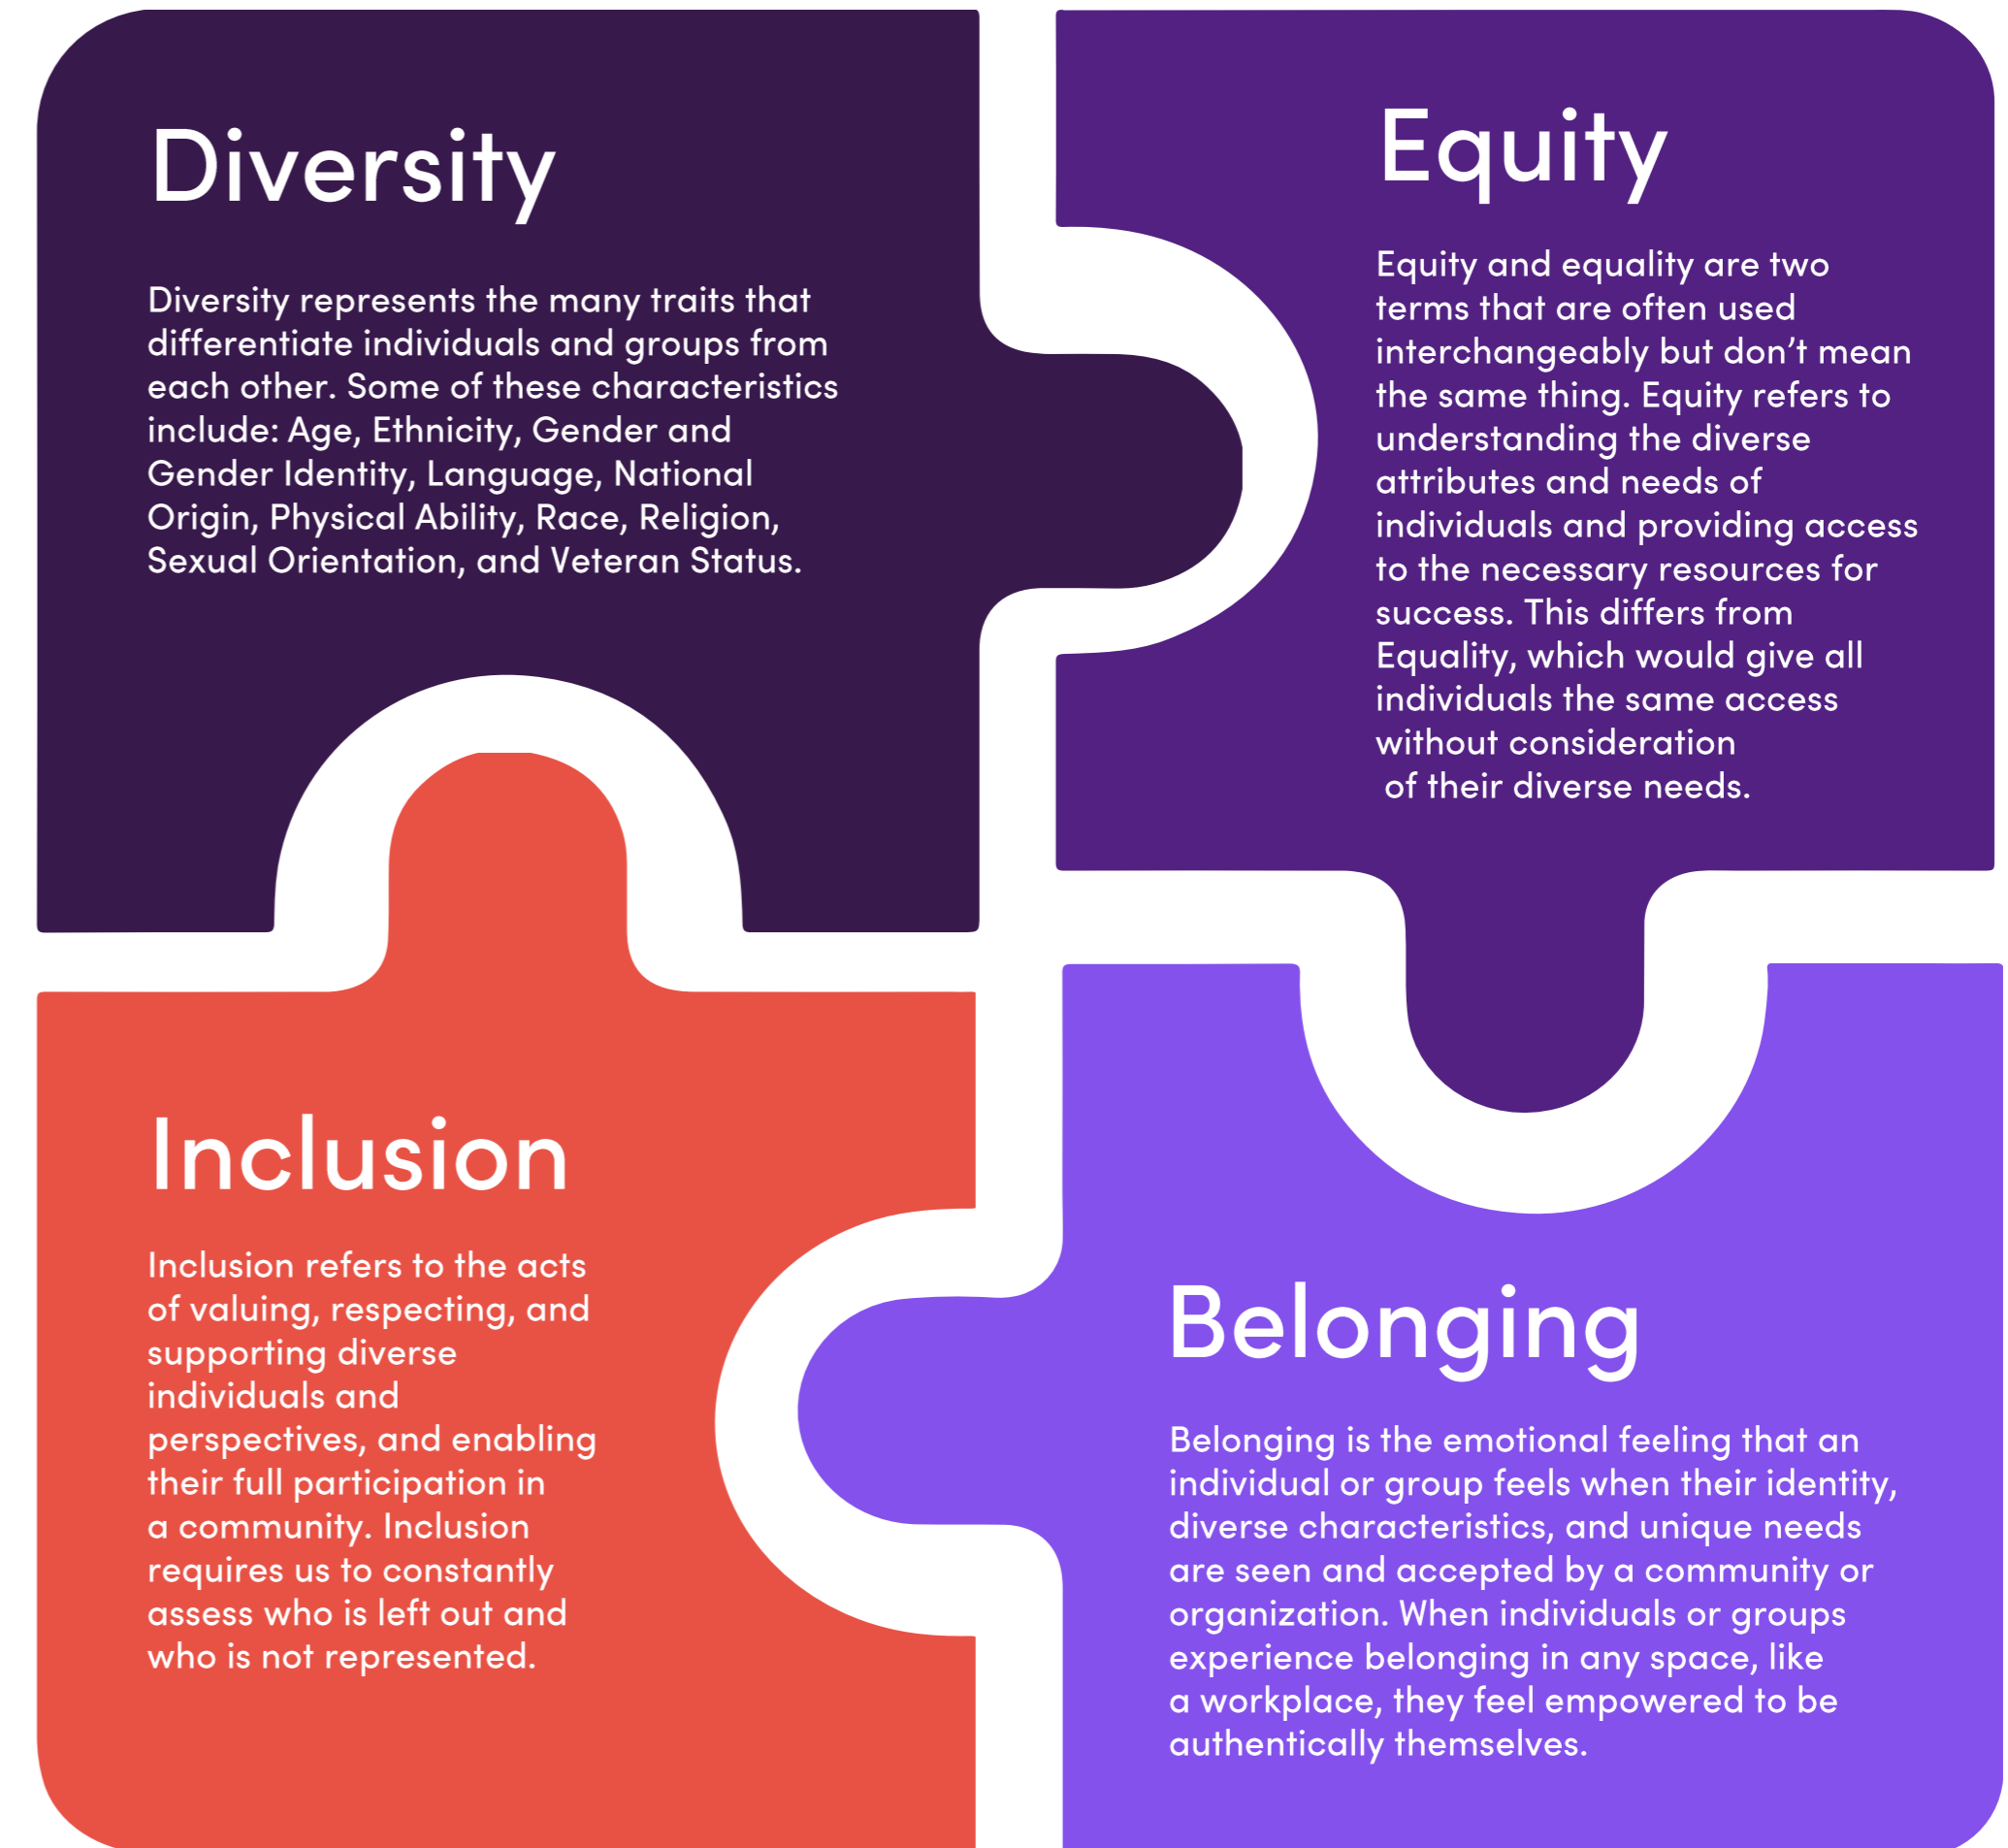 Diversity
Diversity represents the many traits that
differentiate individuals and groups from
each other. Some of these characteristics
include: Age, Ethnicity, Gender and
Gender Identity, Language, National
Origin, Physical Ability, Race, Religion,
Sexual Orientation, and Veteran Status.
Equity
Equity and equality are two
terms that are often used
interchangeably but don’t mean
the same thing. Equity refers to
understanding the diverse
attributes and needs of
individuals and providing access
to the necessary resources for
success. This differs from
Equality, which would give all
individuals the same access
without consideration
of their diverse needs.
Inclusion
Inclusion refers to the acts
of valuing, respecting, and
supporting diverse
individuals and
perspectives, and enabling
their full participation in
a community. Inclusion
requires us to constantly
assess who is left out and
who is not represented.
Belonging
Belonging is the emotional feeling that an
individual or group feels when their identity,
diverse characteristics, and unique needs
are seen and accepted by a community or
organization. When individuals or groups
experience belonging in any space, like
a workplace, they feel empowered to be
authentically themselves.